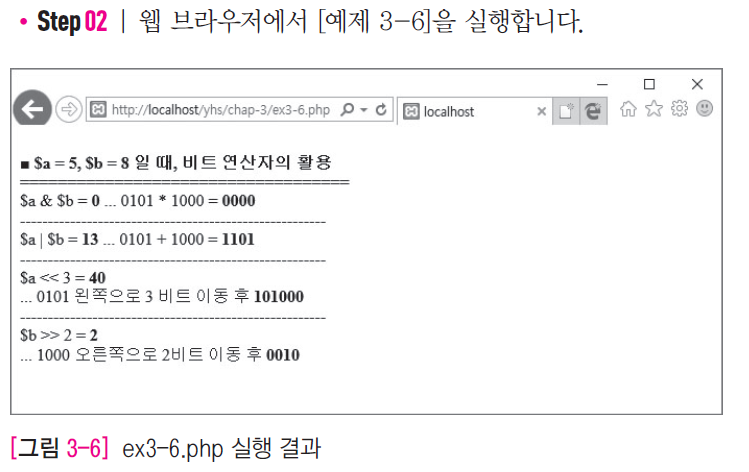 • Step 02 | 웹 브라우저에서 [예제 3-6]을 실행합니다.
http://localhost/yhs/chap-3/ex3-6.php
localhost
■ $a = 5, $b = 8 일 때, 비트 연산자의 활용
====================================
$a & $b = 0 ... 0101 * 1000 = 0000
-------------------------------------------------------
$a | $b = 13 ... 0101 + 1000 = 1101
-------------------------------------------------------
$a << 3 = 40
... 0101 왼쪽으로 3 비트 이동 후 101000
-------------------------------------------------------
$b >> 2 = 2
... 1000 오른쪽으로 2비트 이동 후 0010
[그림 3-6] ex3-6.php 실행 결과